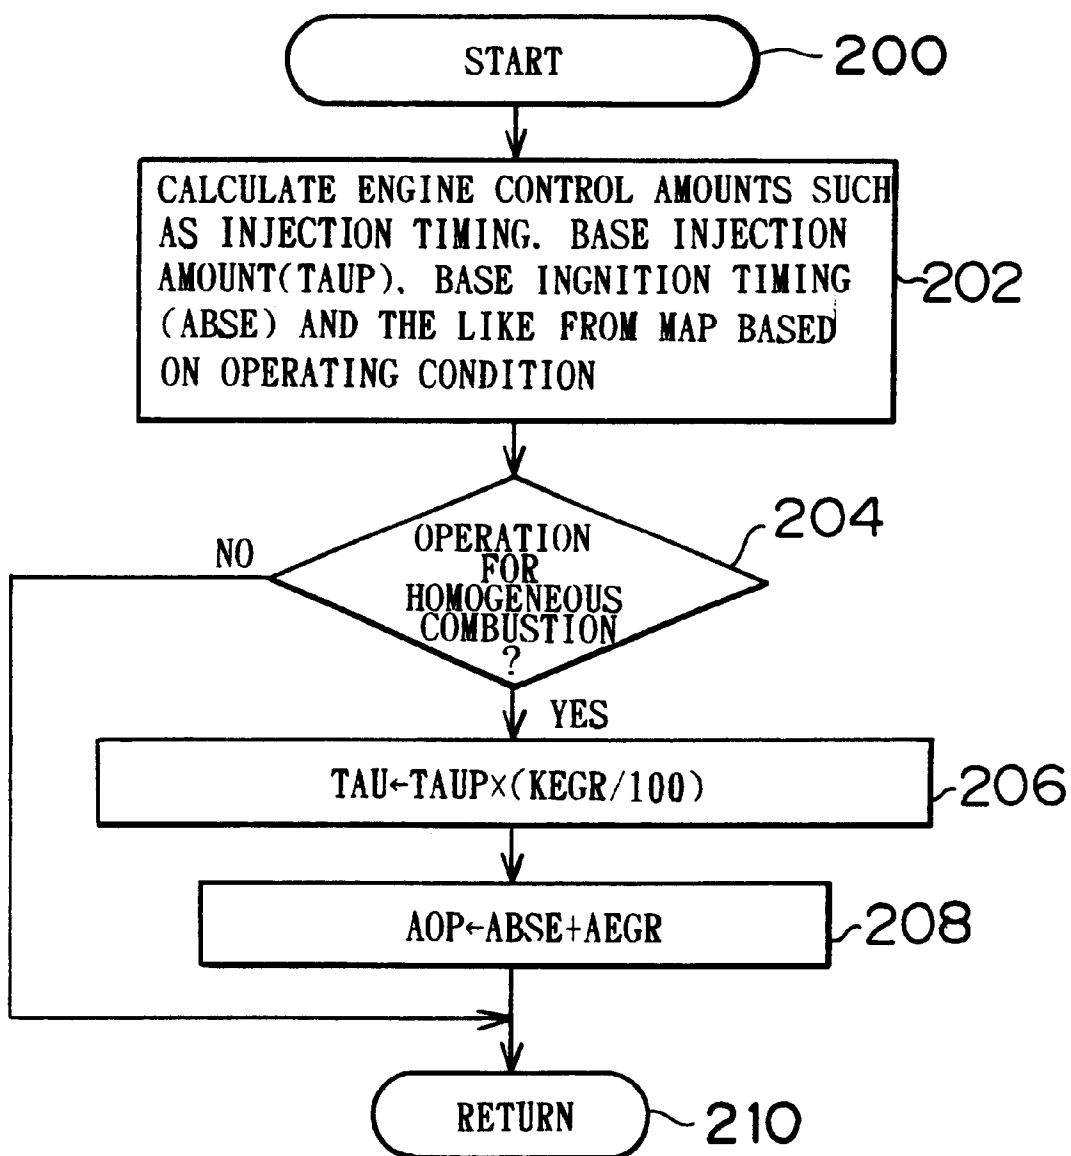 START
200
CALCULATE ENGINE CONTROL AMOUNTS SUCH
AS INJECTION TIMING. BASE INJECTION
AMOUNT(TAUP). BASE INGNITION TIMING
(ABSE) AND THE LIKE FROM MAP BASED
ON OPERATING CONDITION
202
204
OPERATION
FOR
HOMOGENEOUS
COMBUSTION
?
NO
YES
TAU←TAUP×(KEGR/100)
206
AOP←ABSE+AEGR
208
RETURN
210